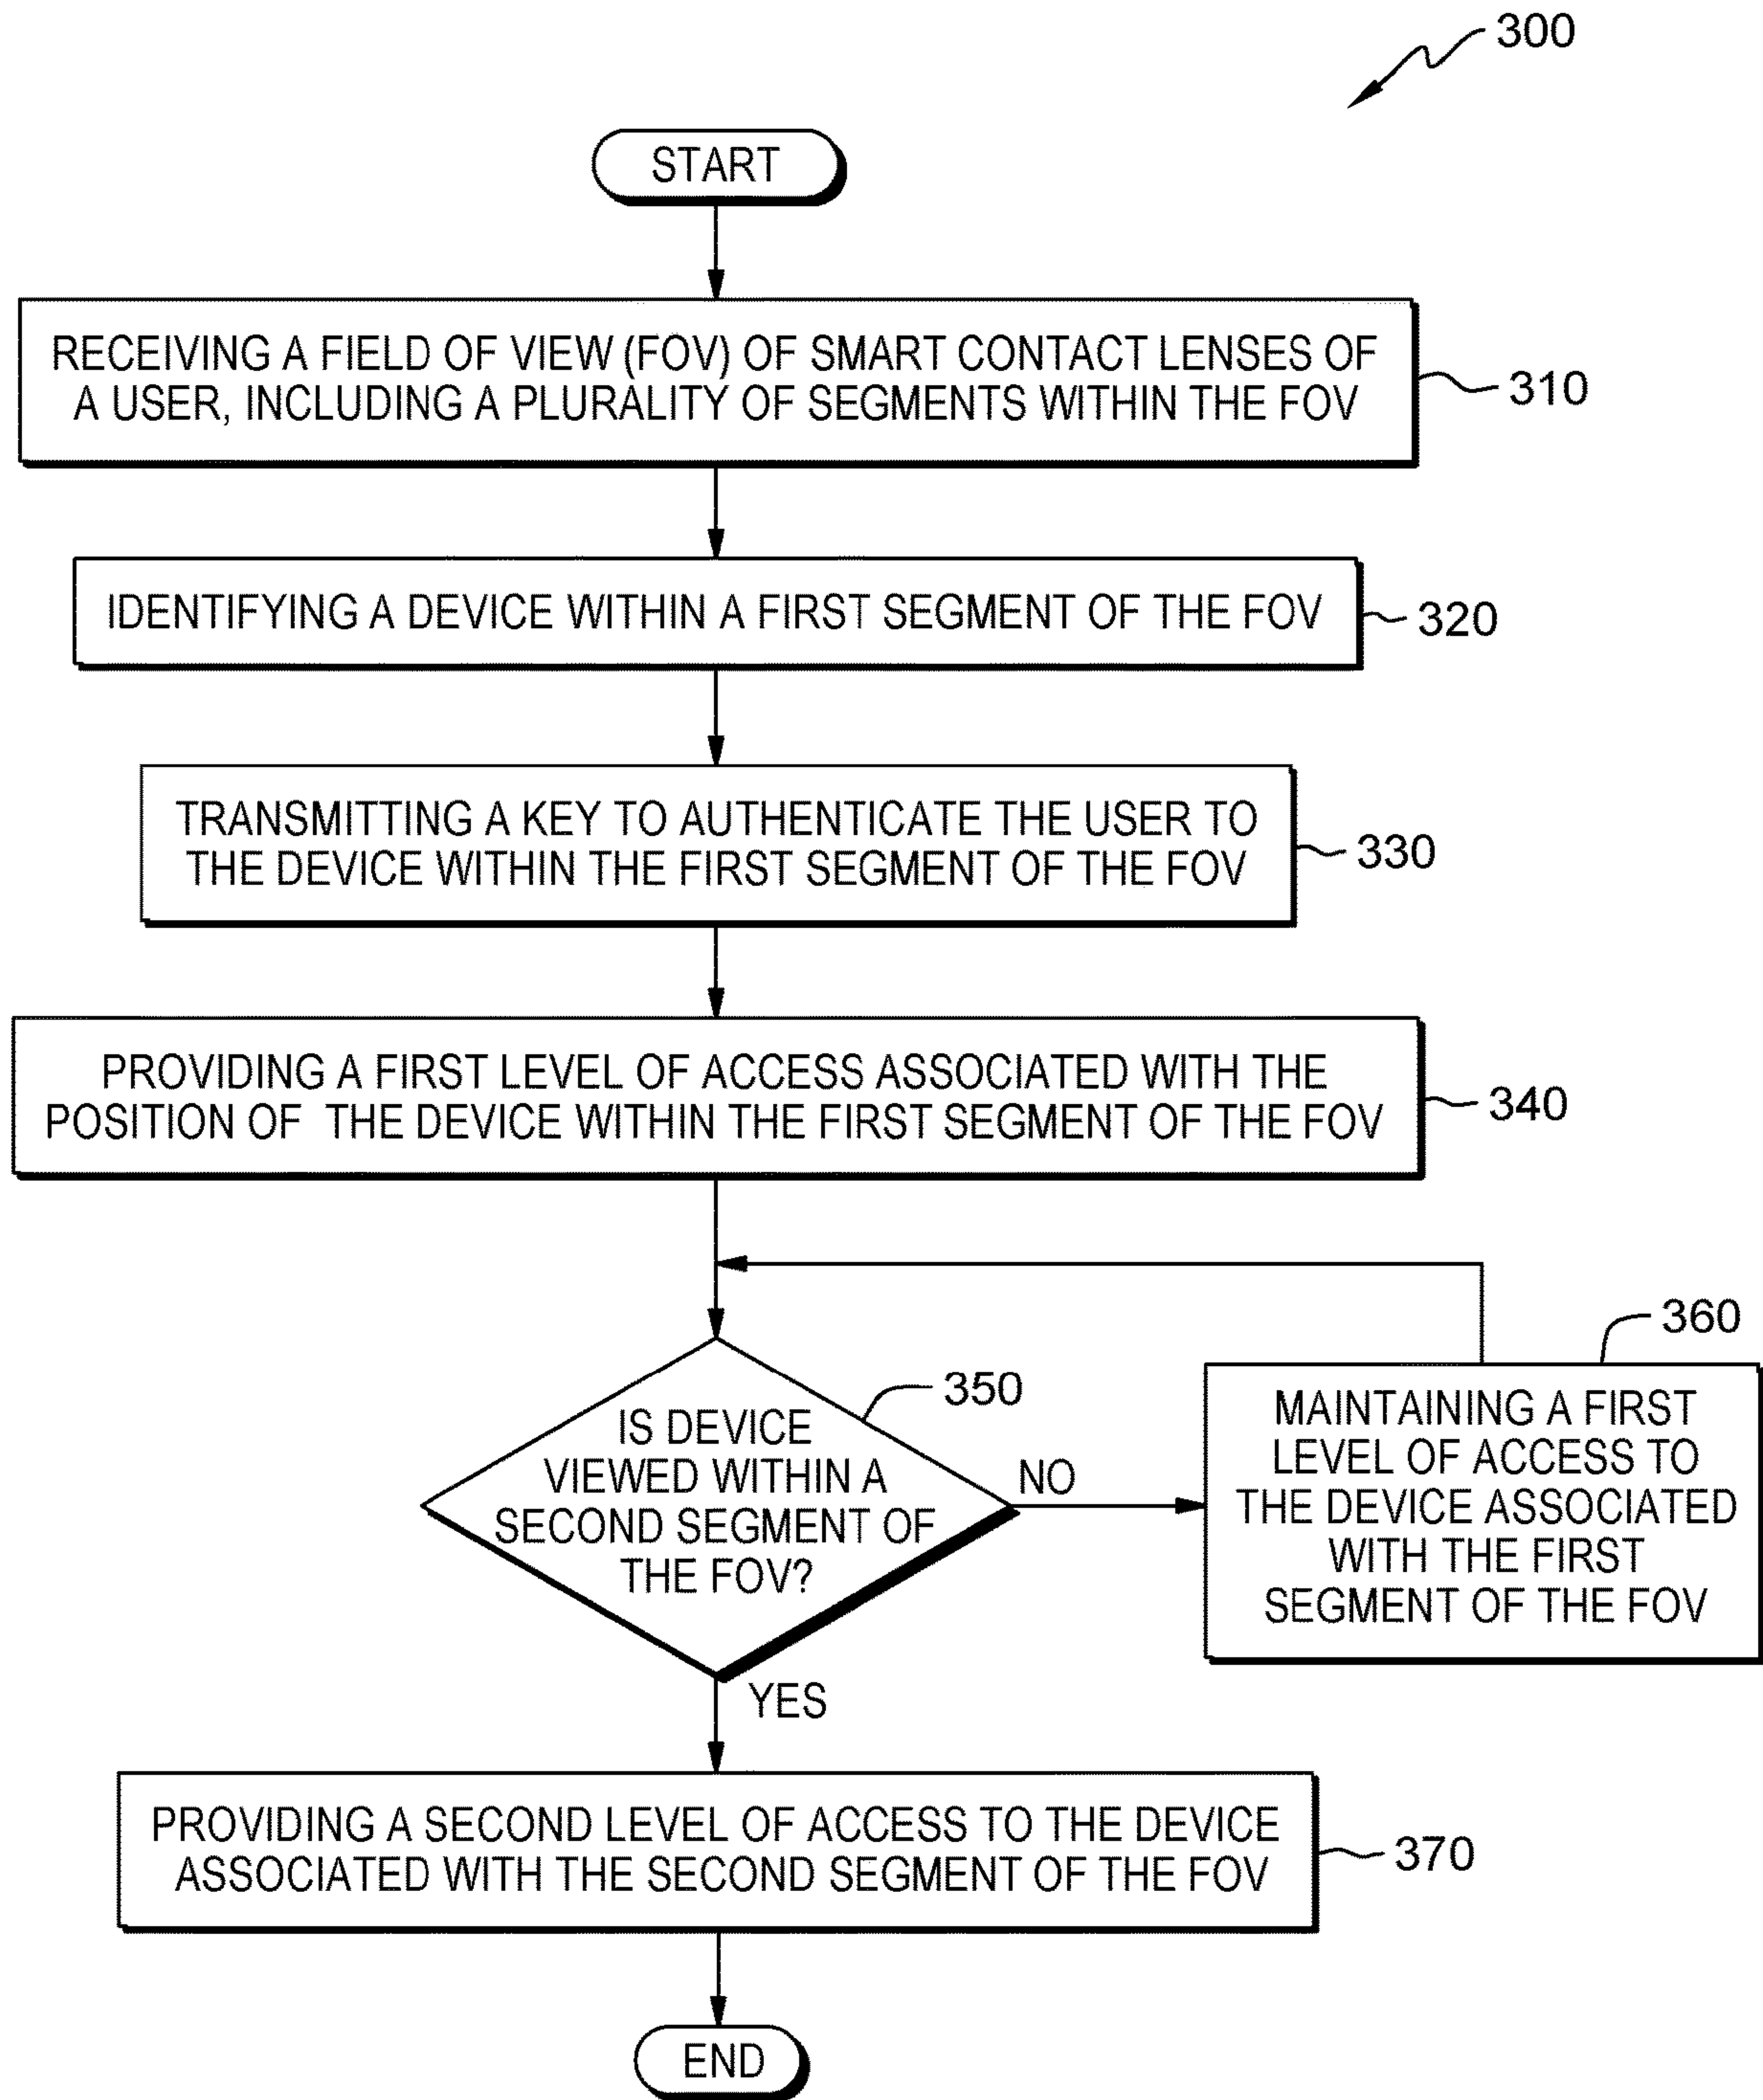 300
START
RECEIVING A FIELD OF VIEW (FOV) OF SMART CONTACT LENSES OF
A USER, INCLUDING A PLURALITY OF SEGMENTS WITHIN THE FOV
310
IDENTIFYING A DEVICE WITHIN A FIRST SEGMENT OF THE FOV
320
TRANSMITTING A KEY TO AUTHENTICATE THE USER TO
THE DEVICE WITHIN THE FIRST SEGMENT OF THE FOV
330
PROVIDING A FIRST LEVEL OF ACCESS ASSOCIATED WITH THE
POSITION OF THE DEVICE WITHIN THE FIRST SEGMENT OF THE FOV
340
350
IS DEVICE
VIEWED WITHIN A
SECOND SEGMENT OF
THE FOV?
NO
360
MAINTAINING A FIRST
LEVEL OF ACCESS TO
THE DEVICE ASSOCIATED
WITH THE FIRST
SEGMENT OF THE FOV
YES
PROVIDING A SECOND LEVEL OF ACCESS TO THE DEVICE
ASSOCIATED WITH THE SECOND SEGMENT OF THE FOV
370
END